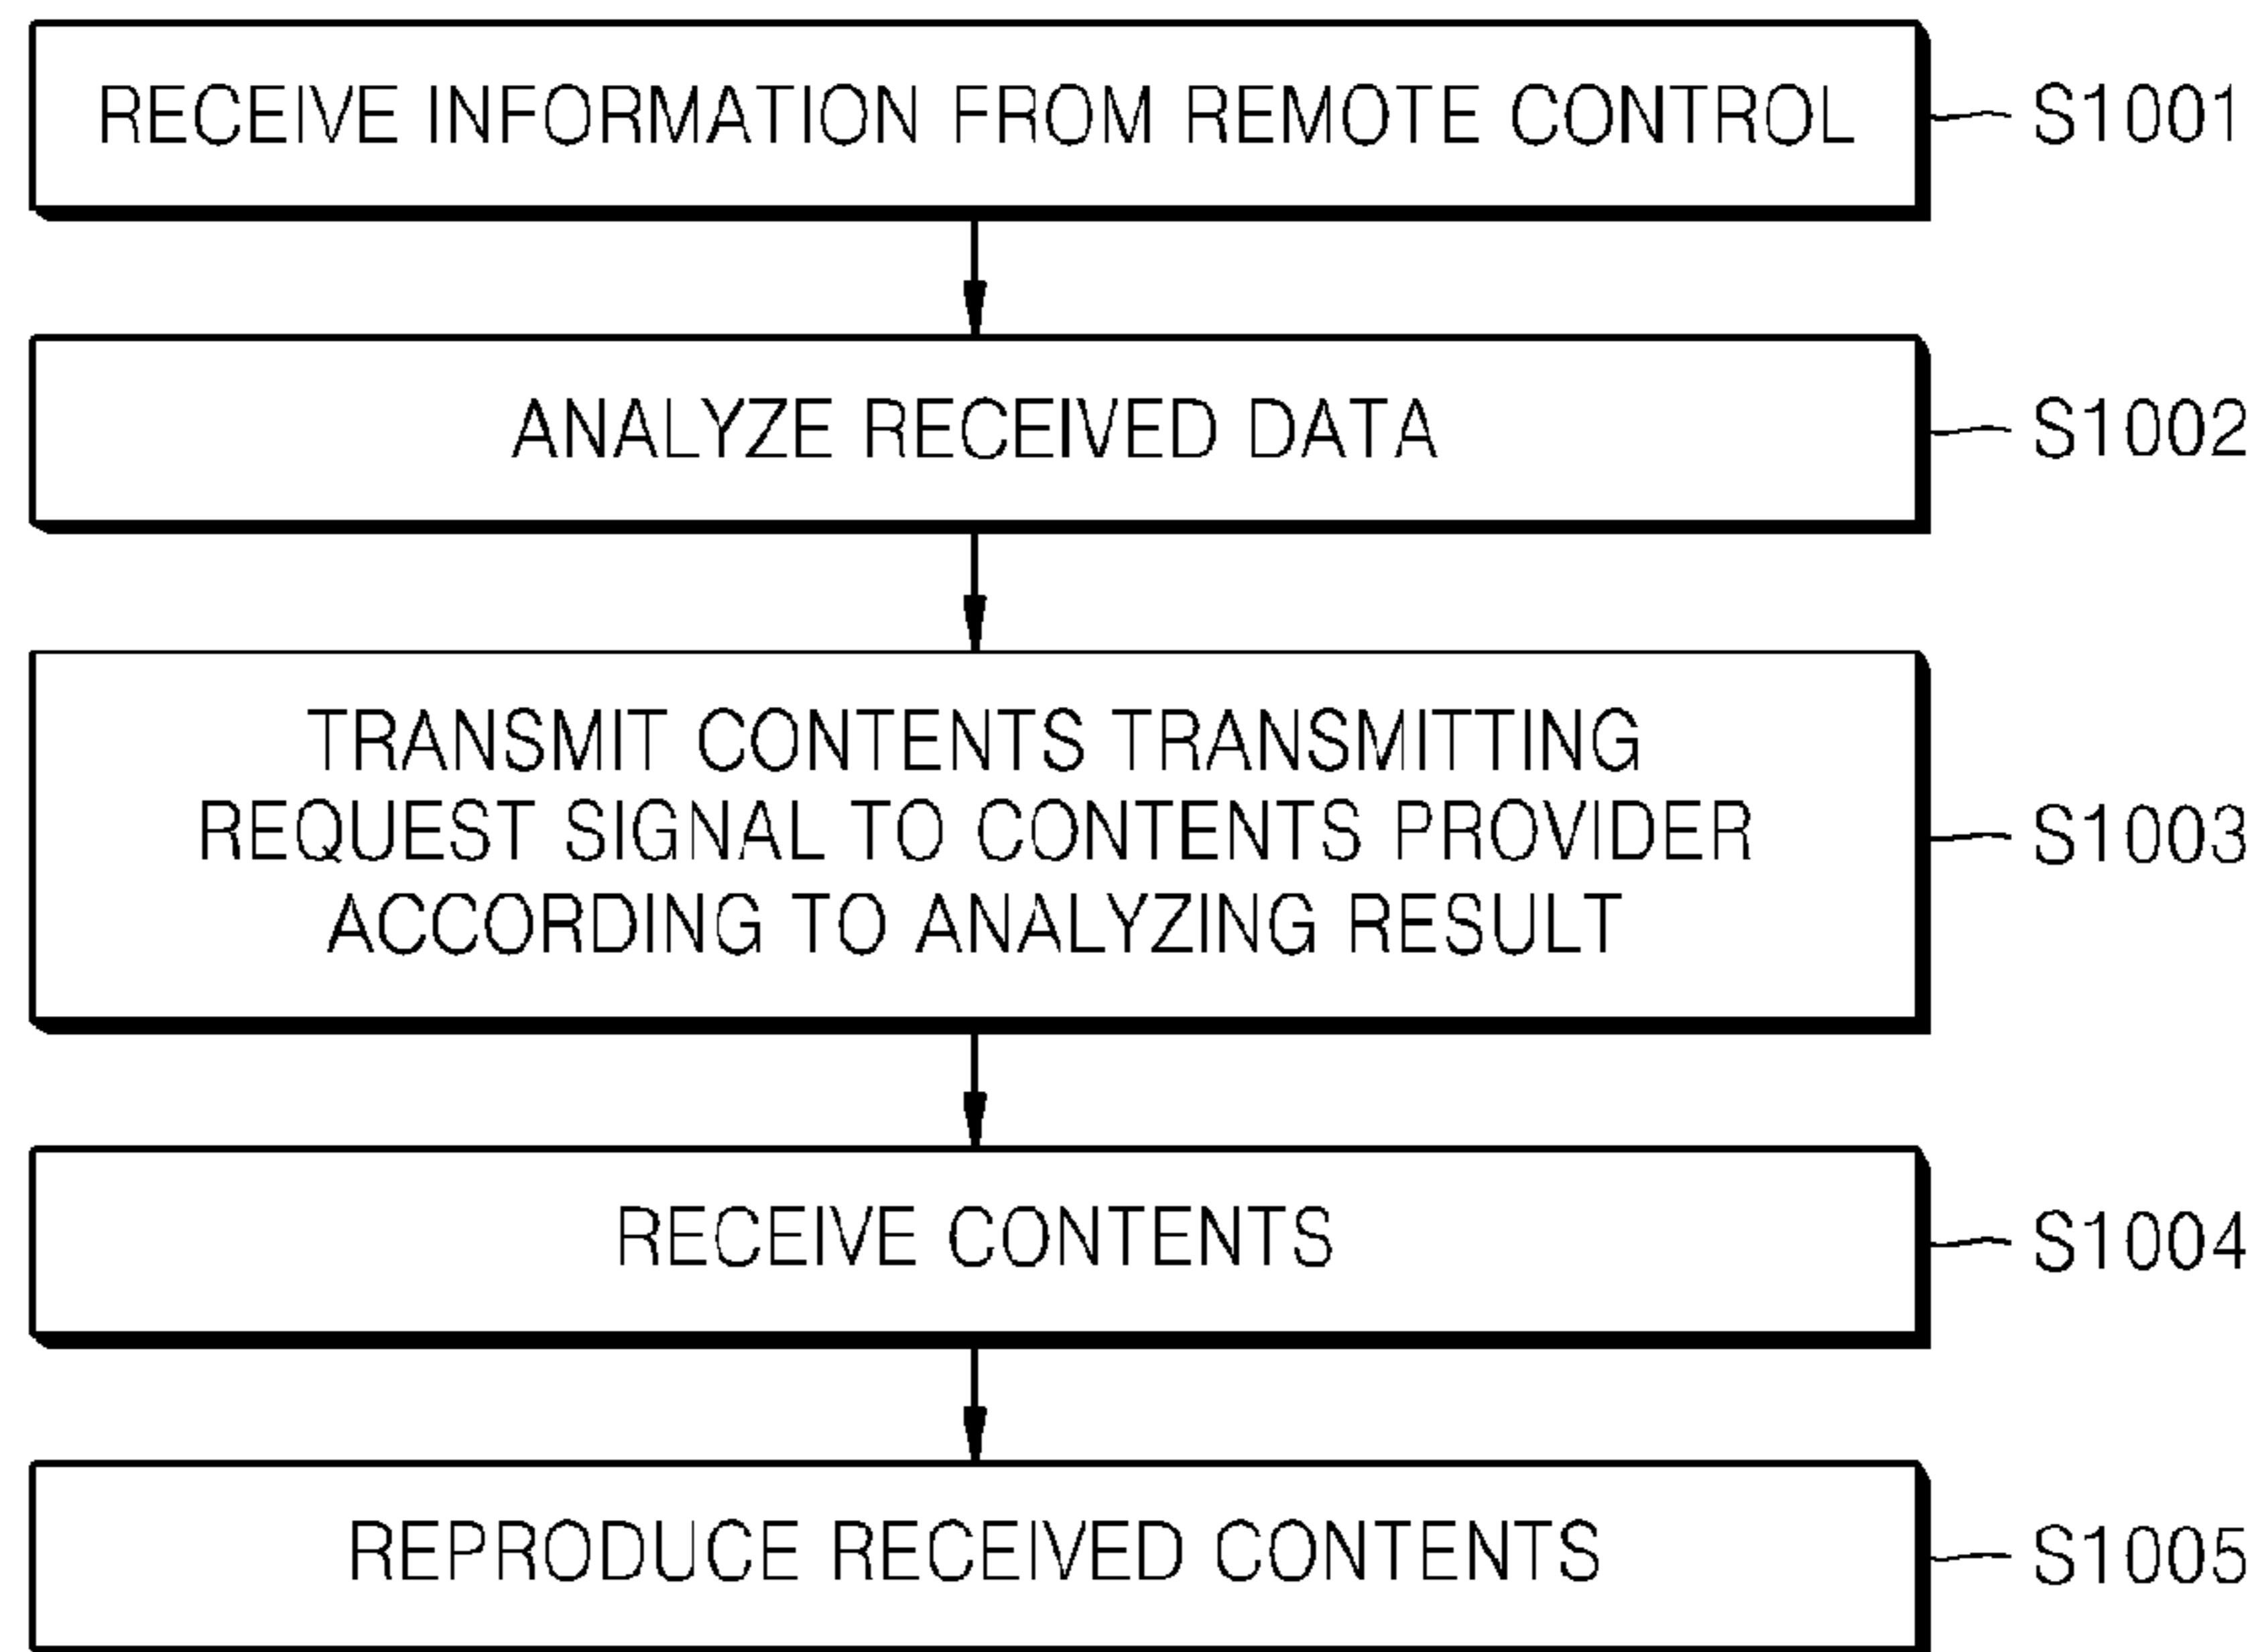 RECEIVE INFORMATION FROM REMOTE CONTROL
S1001
ANALYZE RECEIVED DATA
S1002
TRANSMIT CONTENTS TRANSMITTING
REQUEST SIGNAL TO CONTENTS PROVIDER
ACCORDING TO ANALYZING RESULT
S1003
RECEIVE CONTENTS
S1004
REPRODUCE RECEIVED CONTENTS
S1005